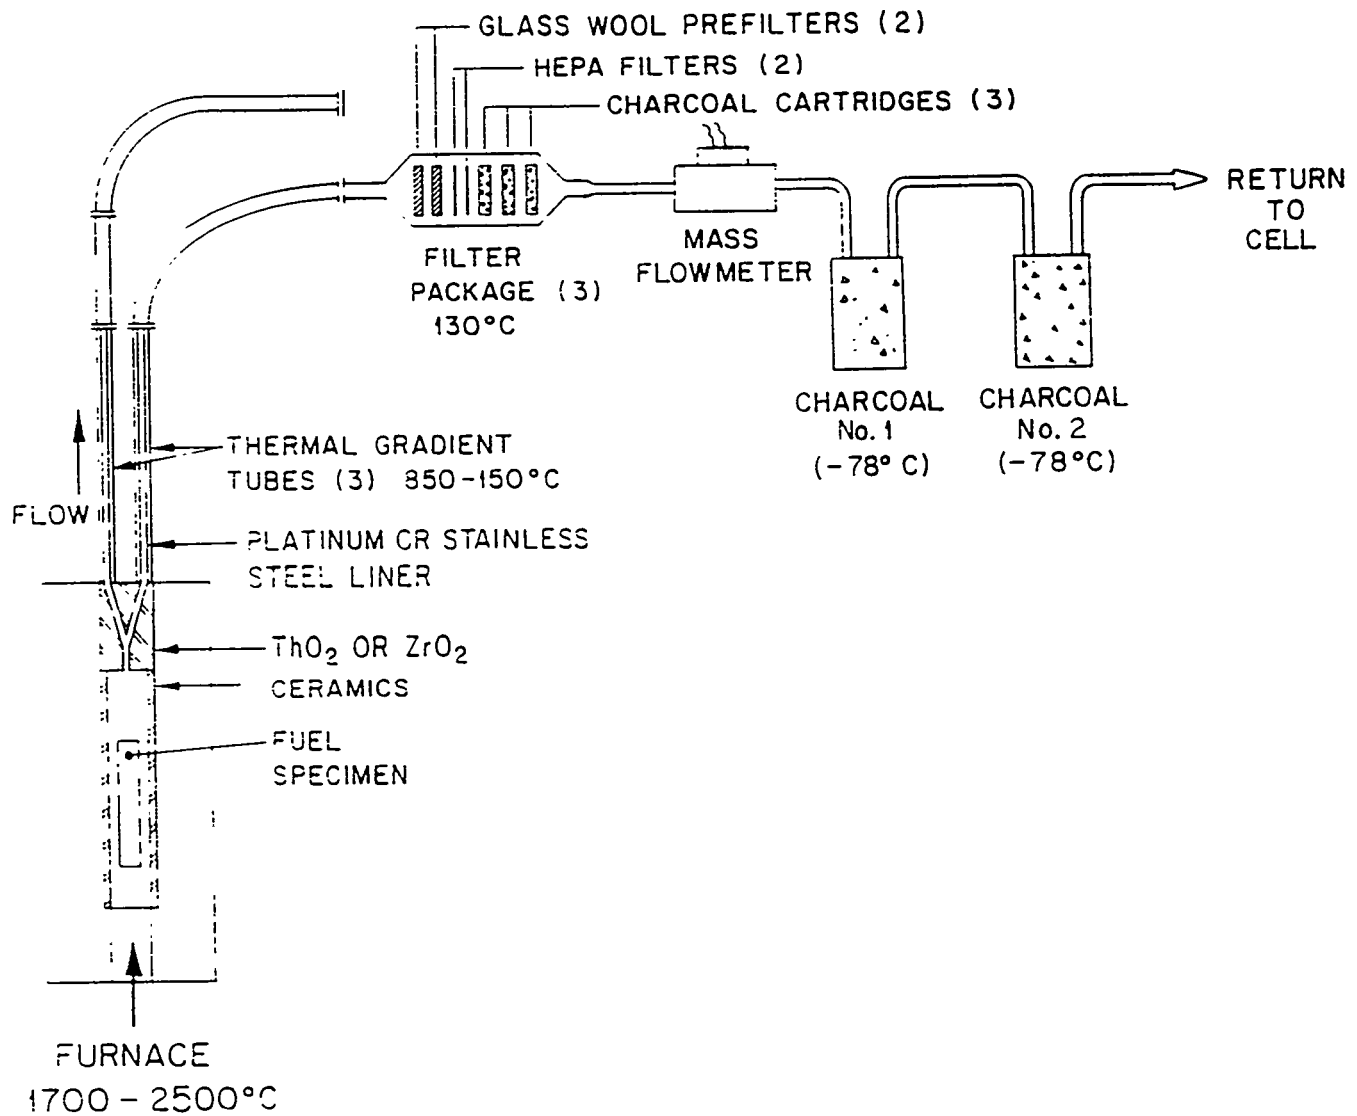 GLASS WOOL PREFILTERS (2)
HEPA FILTERS (2)
CHARCOAL CARTRIDGES (3)
RETURN
TO
CELL
MASS
FLOWMETER
FILTER
PACKAGE (3)
130°C
CHARCOAL
No. 1
(-78°C)
CHARCOAL
No. 2
(-78°C)
THERMAL GRADIENT
TUBES (3) 850-150°C
FLOW
PLATINUM CR STAINLESS
STEEL LINER
ThO₂ OR ZrO₂
CERAMICS
FUEL
SPECIMEN
FURNACE
1700-2500°C